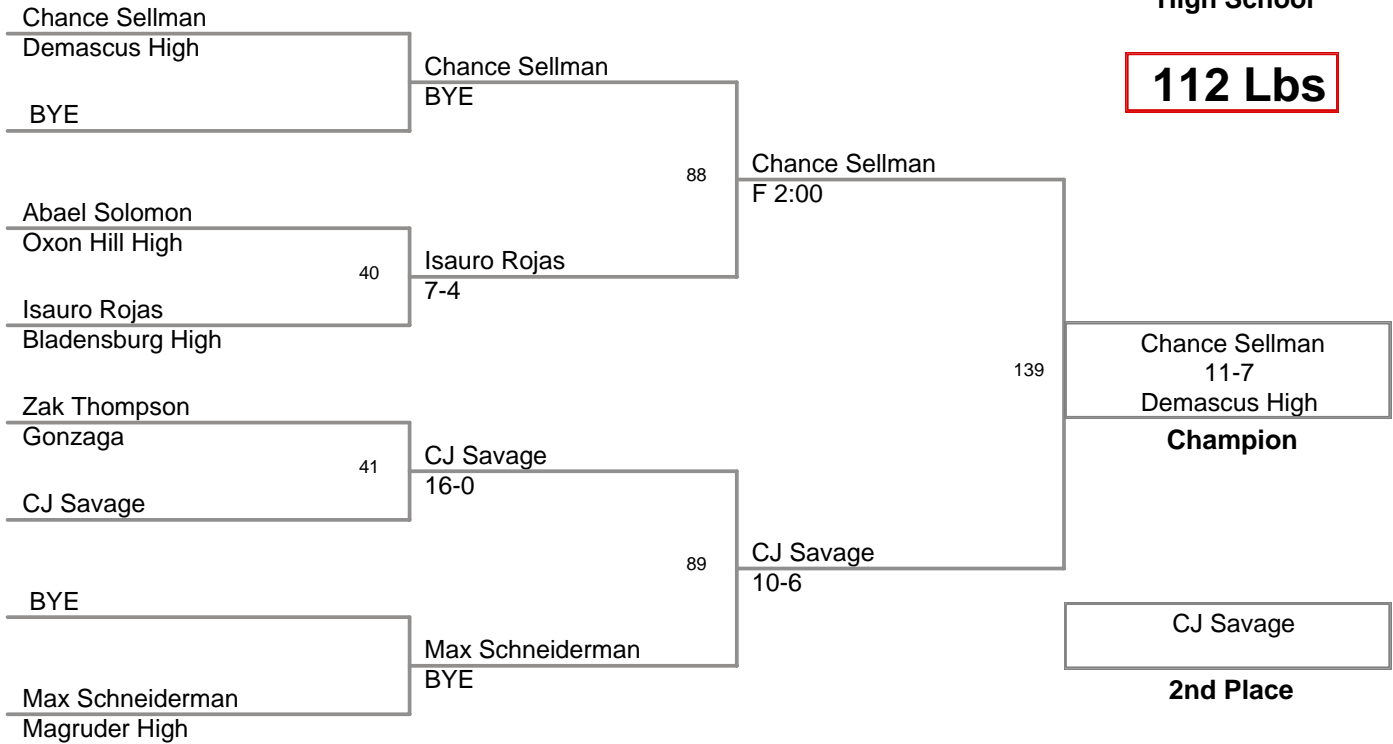 High School
112 Lbs
Chance Sellman
Demascus High
BYE
Abael Solomon
Oxon Hill High
Isauro Rojas
Bladensburg High
Zak Thompson
Gonzaga
CJ Savage
BYE
Max Schneiderman
Magruder High
40
41
Chance Sellman
BYE
Isauro Rojas
7-4
CJ Savage
16-0
Max Schneiderman
BYE
88
89
Chance Sellman
F 2:00
CJ Savage
10-6
139
Chance Sellman
11-7
Demascus High
Champion
CJ Savage
2nd Place